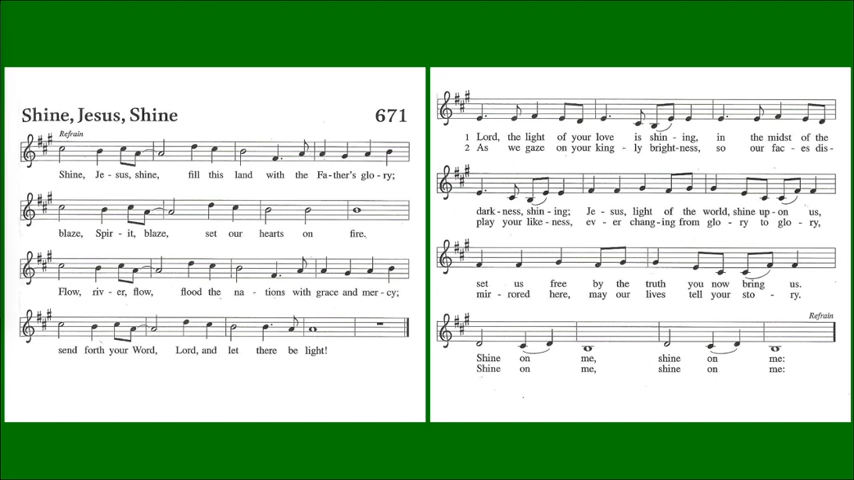 Shine, Jesus, Shine 671
Refrain
Shine, Je - sus, shine, fill this land with the Fa - ther's glo - ry;
blaze, Spir - it, blaze, set our hearts on fire.
Flow, riv - er, flow, flood the na - tions with grace and mer - cy;
send forth your Word, Lord, and let there be light!
1 Lord, the light of your love is shin - ing, in the midst of the
2 As we gaze on your king - ly bright-ness, so our fac - es dis-
dark-ness, shin - ing; Je - sus, light of the world, shine up - on us,
play your like-ness, ev - er chang-ing from glo - ry to glo - ry,
set us free by the truth you now bring us.
mir - rored here, may our lives tell your sto - ry.
Refrain
Shine on me, shine on me:
Shine on me, shine on me: